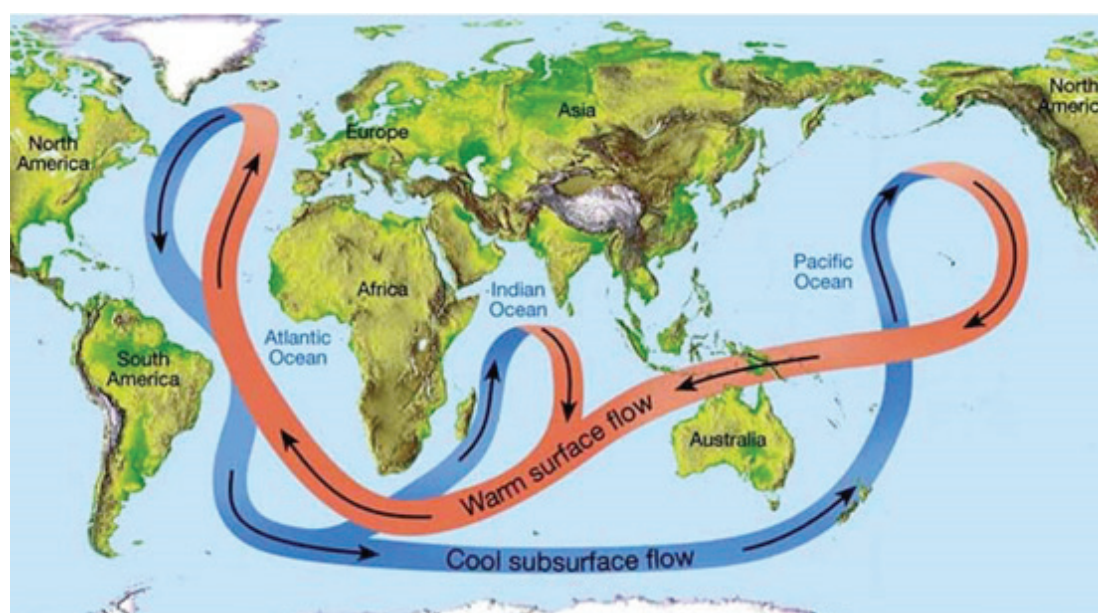 North
America
Europe
Asia
North
America
Africa
Indian
Ocean
Pacific
Ocean
Atlantic
Ocean
South
America
Australia
Warm surface flow
Cool subsurface flow